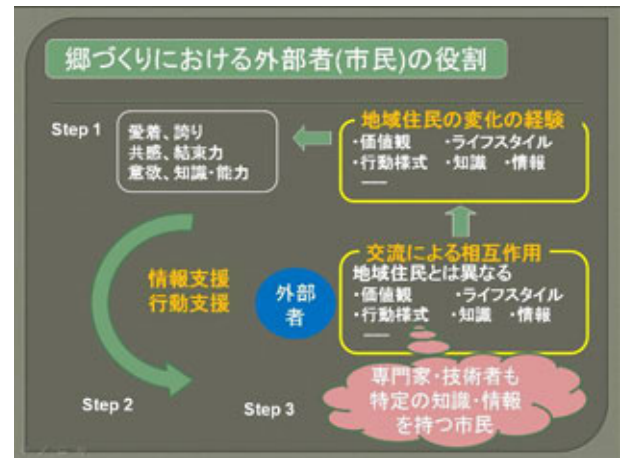 郷づくりにおける外部者(市民)の役割
Step 1
愛着、誇り
共感、結束力
意欲、知識・能力
地域住民の変化の経験
・価値観 ・ライフスタイル
・行動様式 ・知識 ・情報
情報支援
行動支援
外部
者
交流による相互作用
地域住民とは異なる
・価値観 ・ライフスタイル
・行動様式 ・知識 ・情報
専門家・技術者も
特定の知識・情報
を持つ市民
Step 2
Step 3